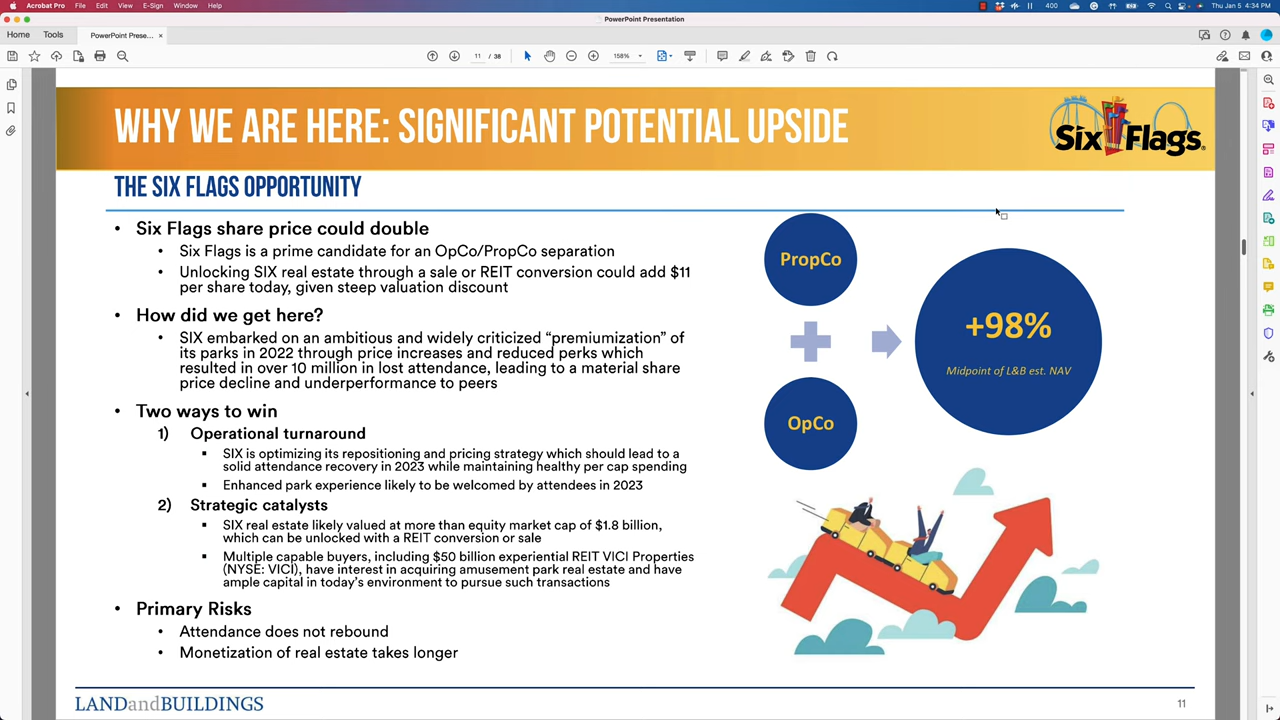 Acrobat Pro File Edit View E-Sign Window Help
400 Thu Jan 5 4:34 PM
PowerPoint Presentation
Home Tools PowerPoint Prese... ×
11 / 38 158%
WHY WE ARE HERE: SIGNIFICANT POTENTIAL UPSIDE
Six Flags
THE SIX FLAGS OPPORTUNITY
• Six Flags share price could double
• Six Flags is a prime candidate for an OpCo/PropCo separation
• Unlocking SIX real estate through a sale or REIT conversion could add $11
per share today, given steep valuation discount
• How did we get here?
• SIX embarked on an ambitious and widely criticized “premiumization” of
its parks in 2022 through price increases and reduced perks which
resulted in over 10 million in lost attendance, leading to a material share
price decline and underperformance to peers
• Two ways to win
1) Operational turnaround
▪ SIX is optimizing its repositioning and pricing strategy which should lead to a
solid attendance recovery in 2023 while maintaining healthy per cap spending
▪ Enhanced park experience likely to be welcomed by attendees in 2023
2) Strategic catalysts
▪ SIX real estate likely valued at more than equity market cap of $1.8 billion,
which can be unlocked with a REIT conversion or sale
▪ Multiple capable buyers, including $50 billion experiential REIT VICI Properties
(NYSE: VICI), have interest in acquiring amusement park real estate and have
ample capital in today’s environment to pursue such transactions
• Primary Risks
• Attendance does not rebound
• Monetization of real estate takes longer
PropCo
OpCo
+98%
Midpoint of L&B est. NAV
LANDandBUILDINGS
11